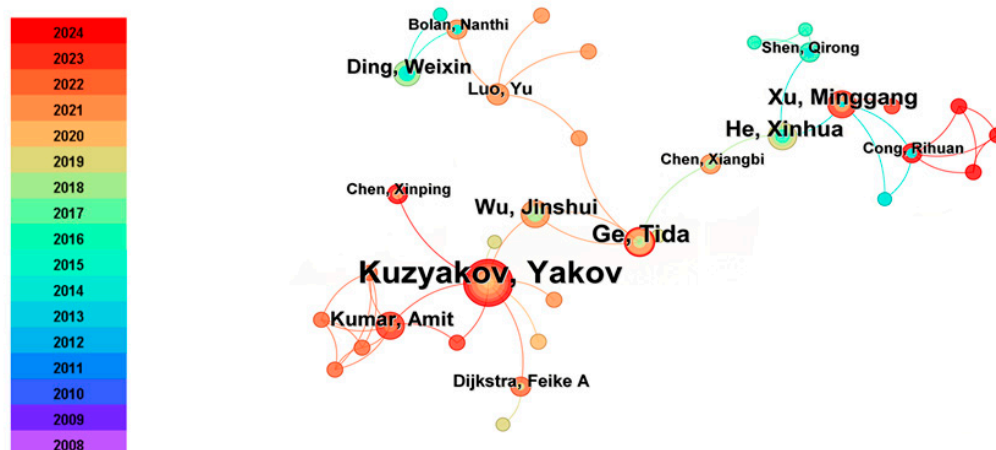 2024
2023
2022
2021
2020
2019
2018
2017
2016
2015
2014
2013
2012
2011
2010
2009
2008
Bolan, Nanthi
Ding, Weixin
Luo, Yu
Shen, Qirong
Xu, Minggang
He, Xinhua
Cong, Rihuan
Chen, Xiangbi
Chen, Xinping
Wu, Jinshui
Ge, Tida
Kuzyakov, Yakov
Kumar, Amit
Dijkstra, Feike A